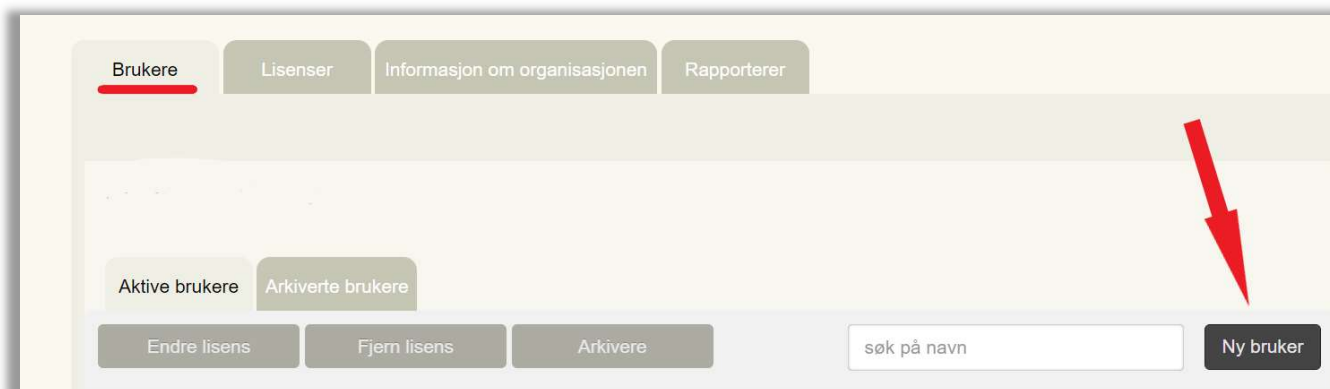 Brukere Lisenser Informasjon om organisasjonen Rapporterer
Aktive brukere Arkiverte brukere
Endre lisens Fjern lisens Arkivere søk på navn Ny bruker